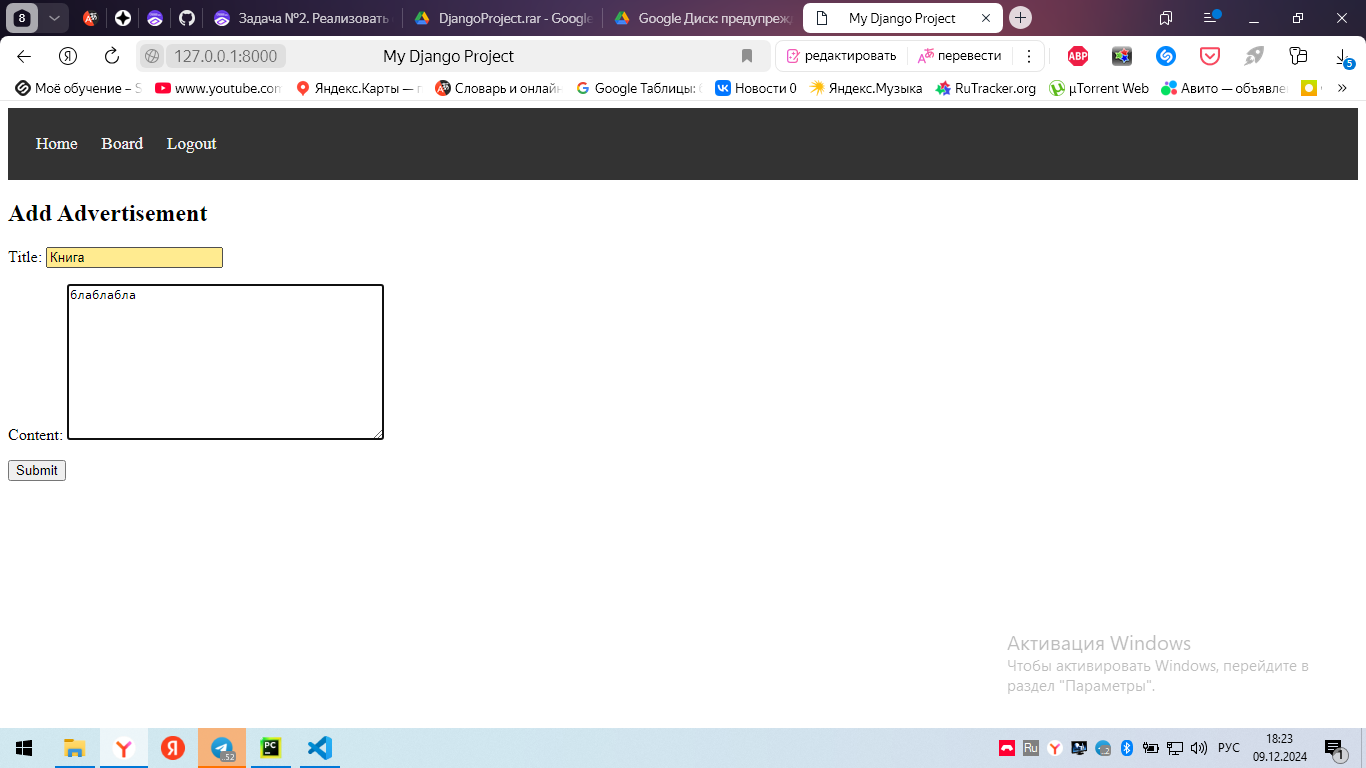 8
Задача №2. Реализовать
DjangoProject.rar - Google
Google Диск: предупрежд
My Django Project
127.0.0.1:8000
My Django Project
редактировать
перевести
ABP
5
Моё обучение – S
www.youtube.com
Яндекс.Карты — г
Словарь и онлайн
Google Таблицы:
Новости 0
Яндекс.Музыка
RuTracker.org
µTorrent Web
Авито — объявле
»
Home Board Logout
Add Advertisement
Title: Книга
блаблабла
Content:
Submit
Активация Windows
Чтобы активировать Windows, перейдите в
раздел "Параметры".
Я
52
PC
Ru
РУС
18:23
09.12.2024
1